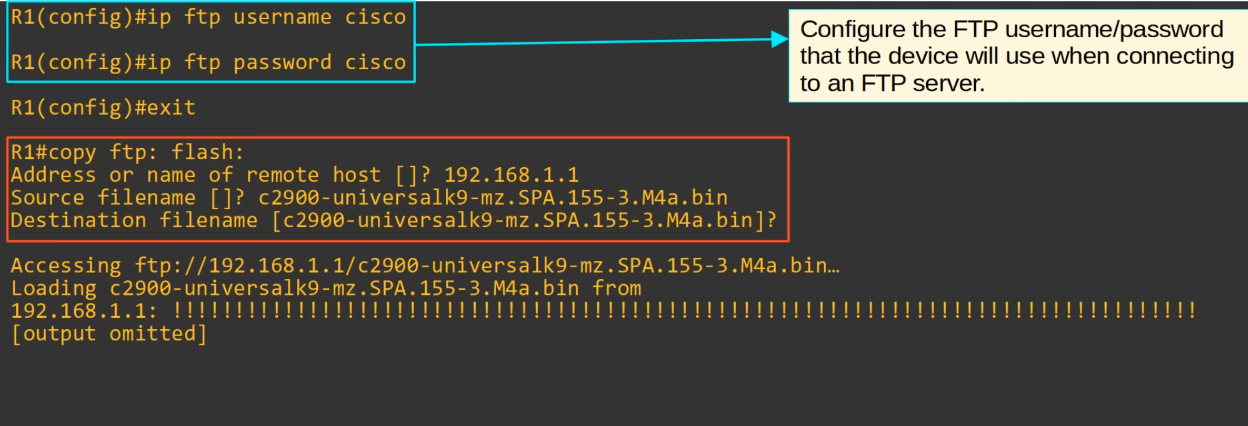 R1(config)#ip ftp username cisco
R1(config)#ip ftp password cisco
Configure the FTP username/password
that the device will use when connecting
to an FTP server.
R1(config)#exit
R1#copy ftp: flash:
Address or name of remote host []? 192.168.1.1
Source filename []? c2900-universalk9-mz.SPA.155-3.M4a.bin
Destination filename [c2900-universalk9-mz.SPA.155-3.M4a.bin]?
Accessing ftp://192.168.1.1/c2900-universalk9-mz.SPA.155-3.M4a.bin…
Loading c2900-universalk9-mz.SPA.155-3.M4a.bin from
192.168.1.1: !!!!!!!!!!!!!!!!!!!!!!!!!!!!!!!!!!!!!!!!!!!!!!!!!!!!!!!!!!!!!!!!!!!!!!!!!!!
[output omitted]